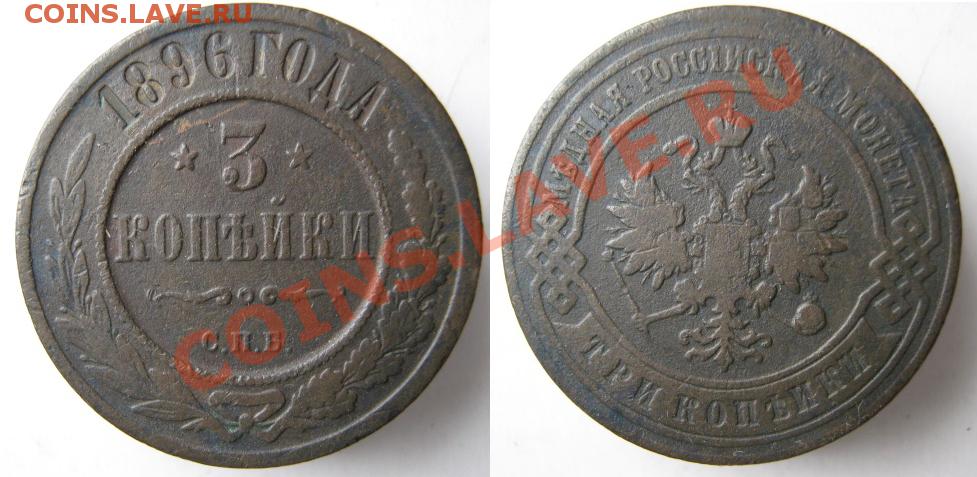 COINS.LAVE.RU
1896 ГОДА
3
КОПѢЙКИ
С.П.Б.
COINS.LAVE.RU
МѢДНАЯ РОССІЙСКАЯ МОНЕТА
ТРИ КОПѢЙКИ